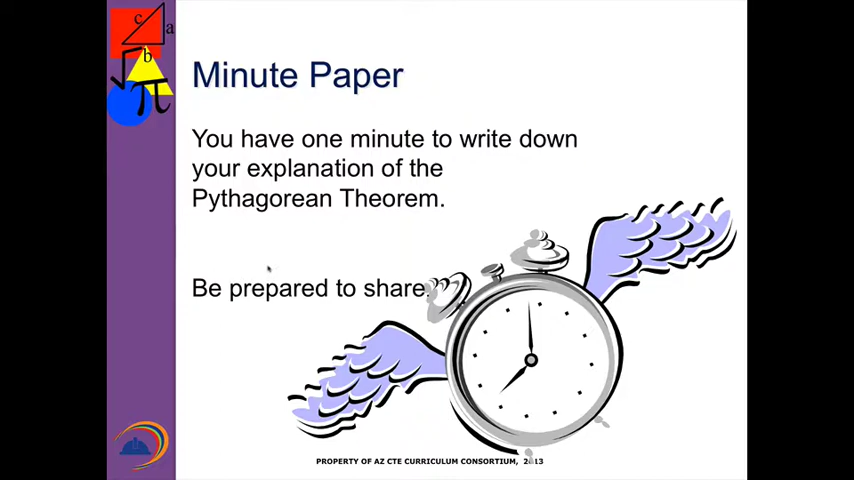 c
a
b
π
Minute Paper
You have one minute to write down
your explanation of the
Pythagorean Theorem.
Be prepared to share.
PROPERTY OF AZ CTE CURRICULUM CONSORTIUM, 2013